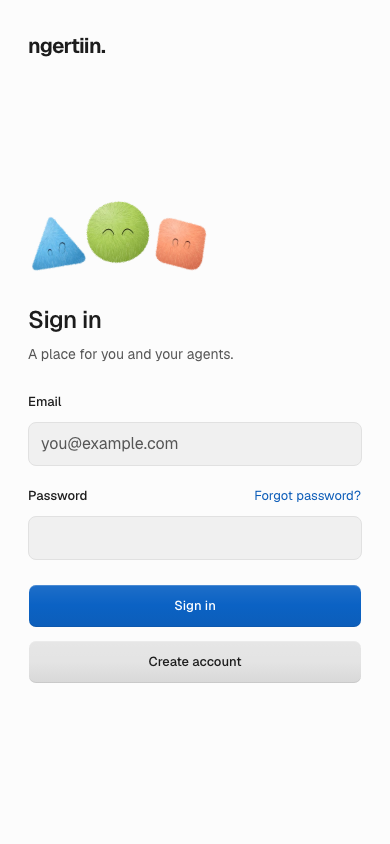 ngertiin.
Sign in
A place for you and your agents.
Email
you@example.com
Password Forgot password?
Sign in
Create account